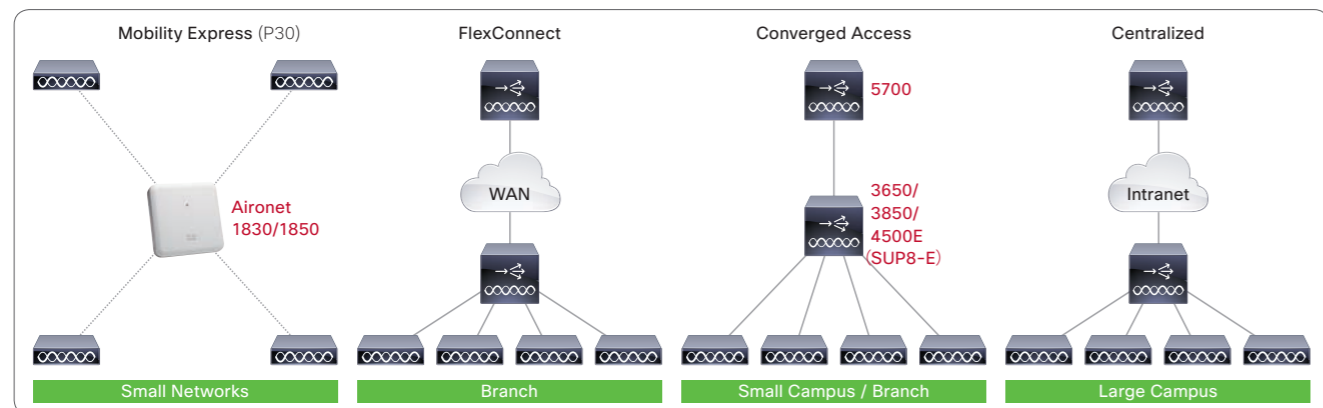 Mobility Express (P30)
FlexConnect
Converged Access
Centralized
5700
WAN
Intranet
Aironet
1830/1850
3650/
3850/
4500E
(SUP8-E)
Small Networks
Branch
Small Campus / Branch
Large Campus